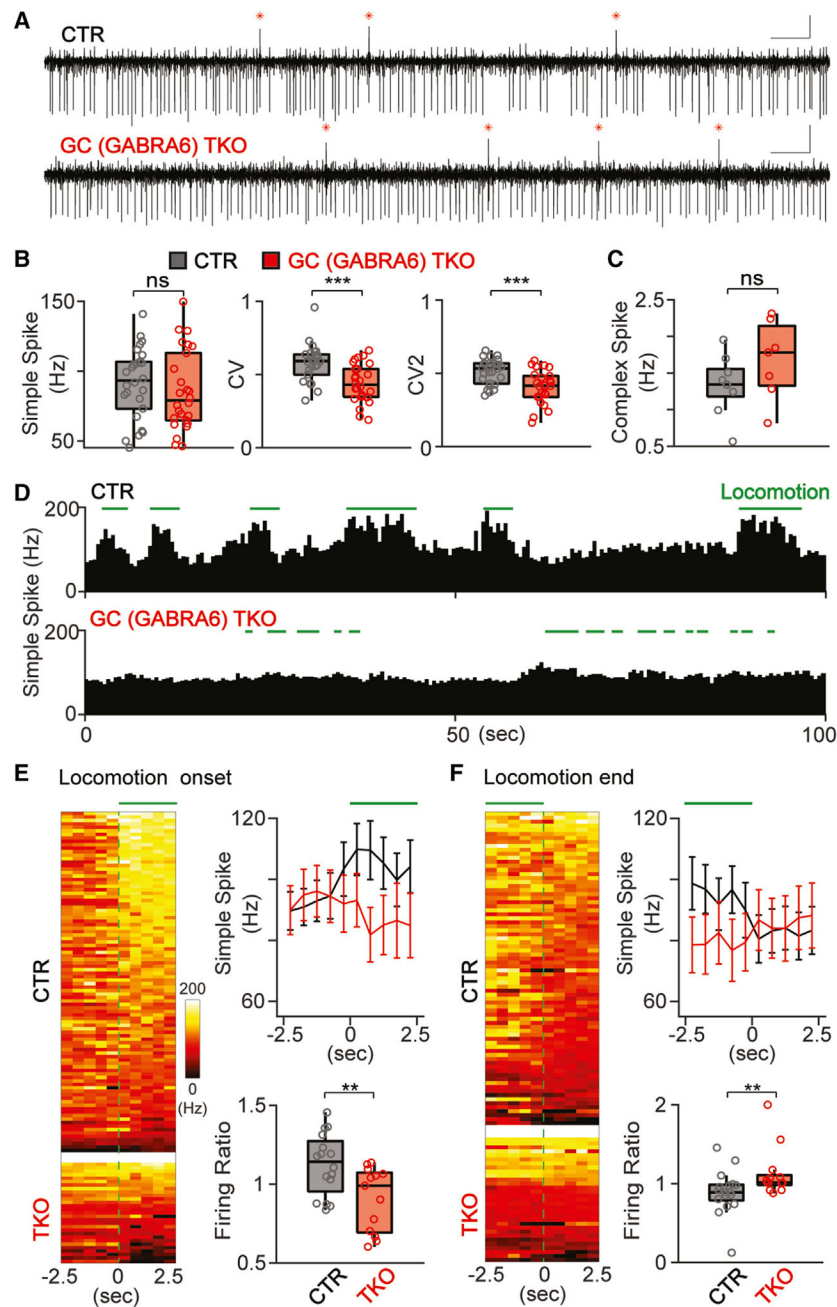 A
CTR
* * *
GC (GABRA6) TKO
* * * *
B
CTR
GC (GABRA6) TKO
C
Simple Spike
(Hz)
150
50
ns
CV
1
0
***
CV2
1
0
***
Complex Spike
(Hz)
2.5
0.5
ns
D
CTR
Locomotion
Simple Spike (Hz)
200
0
GC (GABRA6) TKO
200
0
0
50
(sec)
100
E
Locomotion onset
CTR
TKO
200
0
(Hz)
-2.5
0
2.5
(sec)
Simple Spike
(Hz)
120
60
-2.5
0
2.5
(sec)
Firing Ratio
1.5
1
0.5
**
CTR
TKO
F
Locomotion end
CTR
TKO
-2.5
0
2.5
(sec)
Simple Spike
(Hz)
120
60
-2.5
0
2.5
(sec)
Firing Ratio
2
1
0
**
CTR
TKO